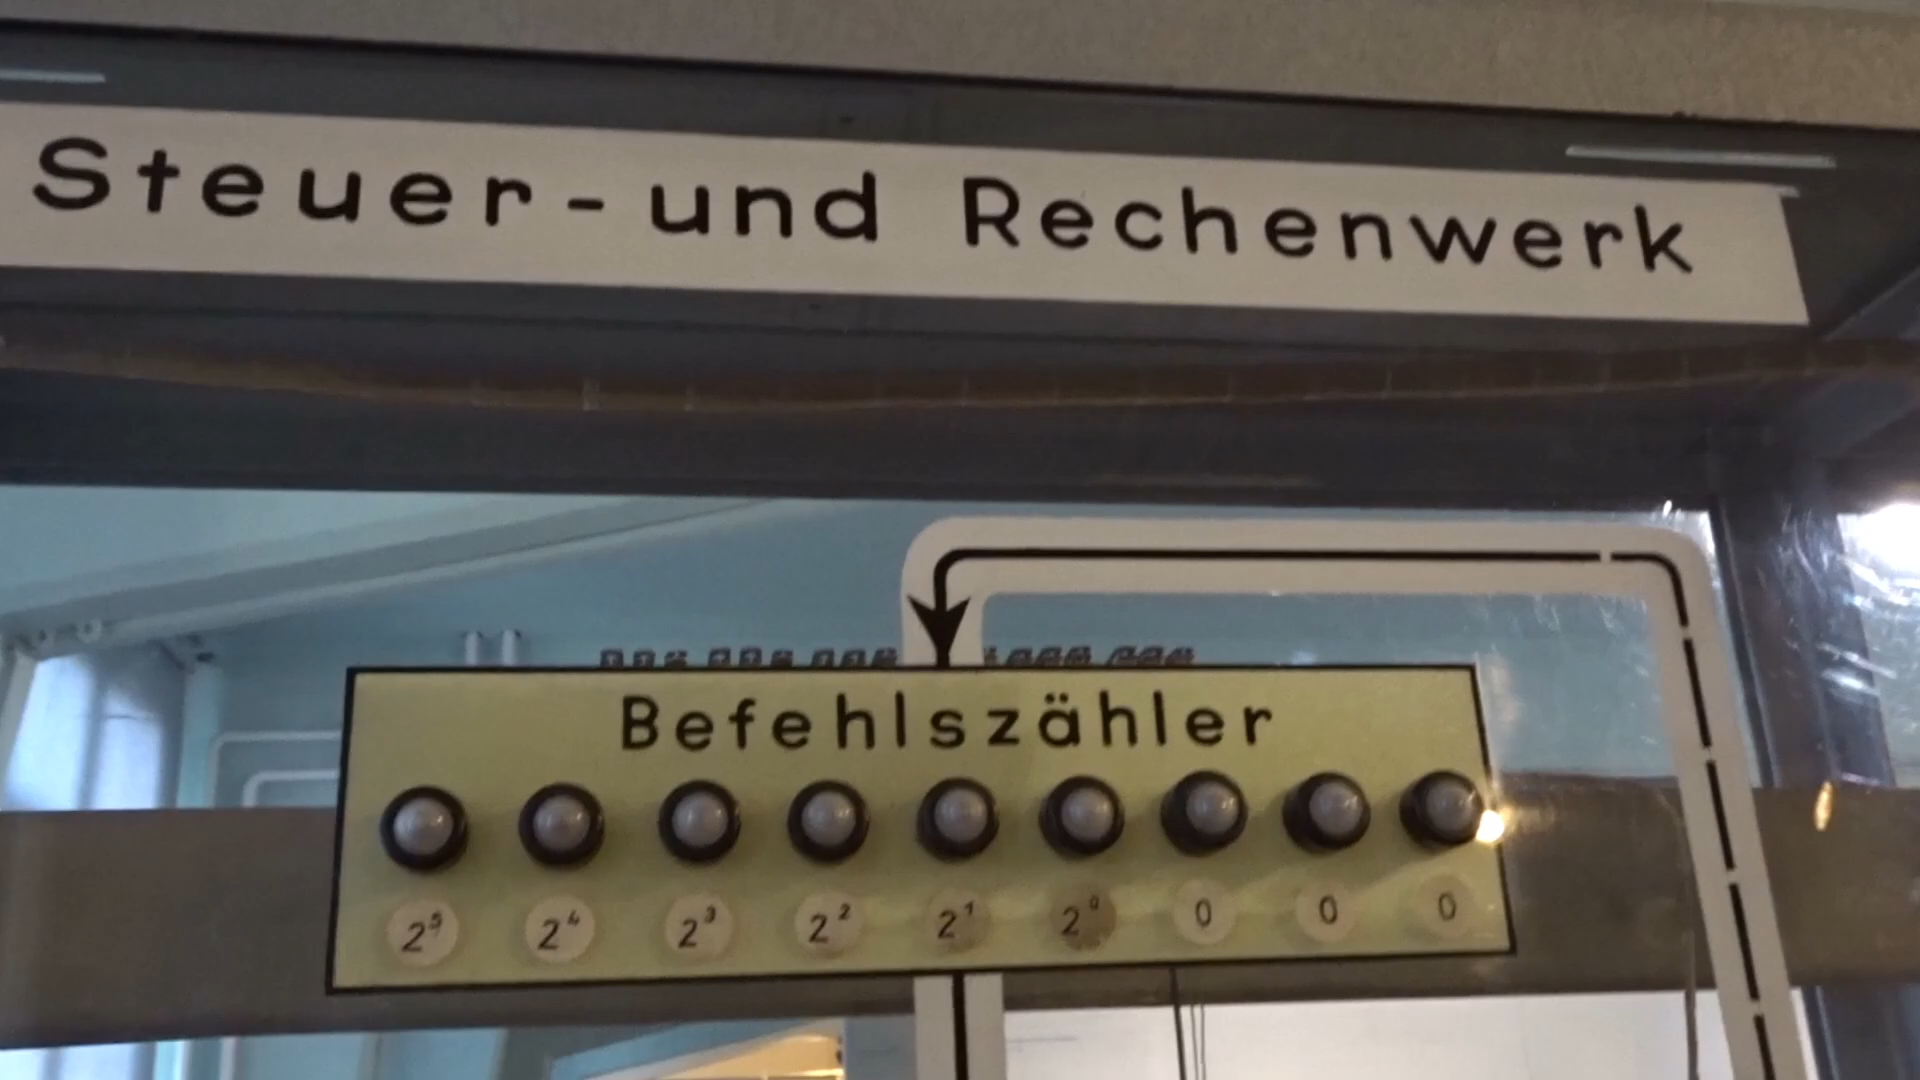 Steuer- und Rechenwerk
Befehlszähler
2⁵ 2⁴ 2³ 2² 2¹ 2⁰ 0 0 0